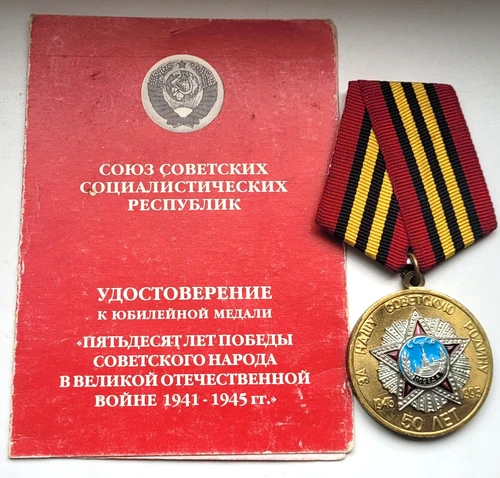 СОЮЗ СОВЕТСКИХ
СОЦИАЛИСТИЧЕСКИХ
РЕСПУБЛИК
УДОСТОВЕРЕНИЕ
К ЮБИЛЕЙНОЙ МЕДАЛИ
«ПЯТЬДЕСЯТ ЛЕТ ПОБЕДЫ
СОВЕТСКОГО НАРОДА
В ВЕЛИКОЙ ОТЕЧЕСТВЕННОЙ
ВОЙНЕ 1941 - 1945 гг.»
ЗА НАШУ СОВЕТСКУЮ РОДИНУ
1945 1995
50 ЛЕТ